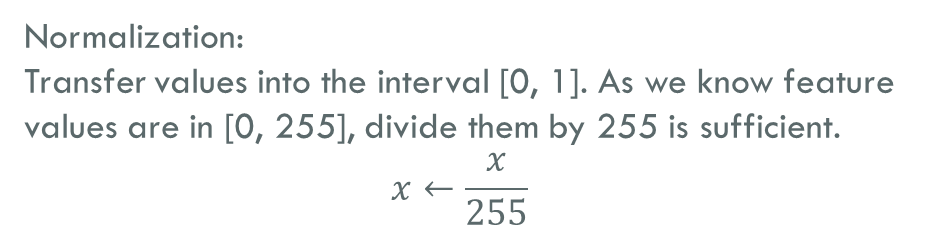 Normalization:
Transfer values into the interval [0, 1]. As we know feature
values are in [0, 255], divide them by 255 is sufficient.
x ← x
255